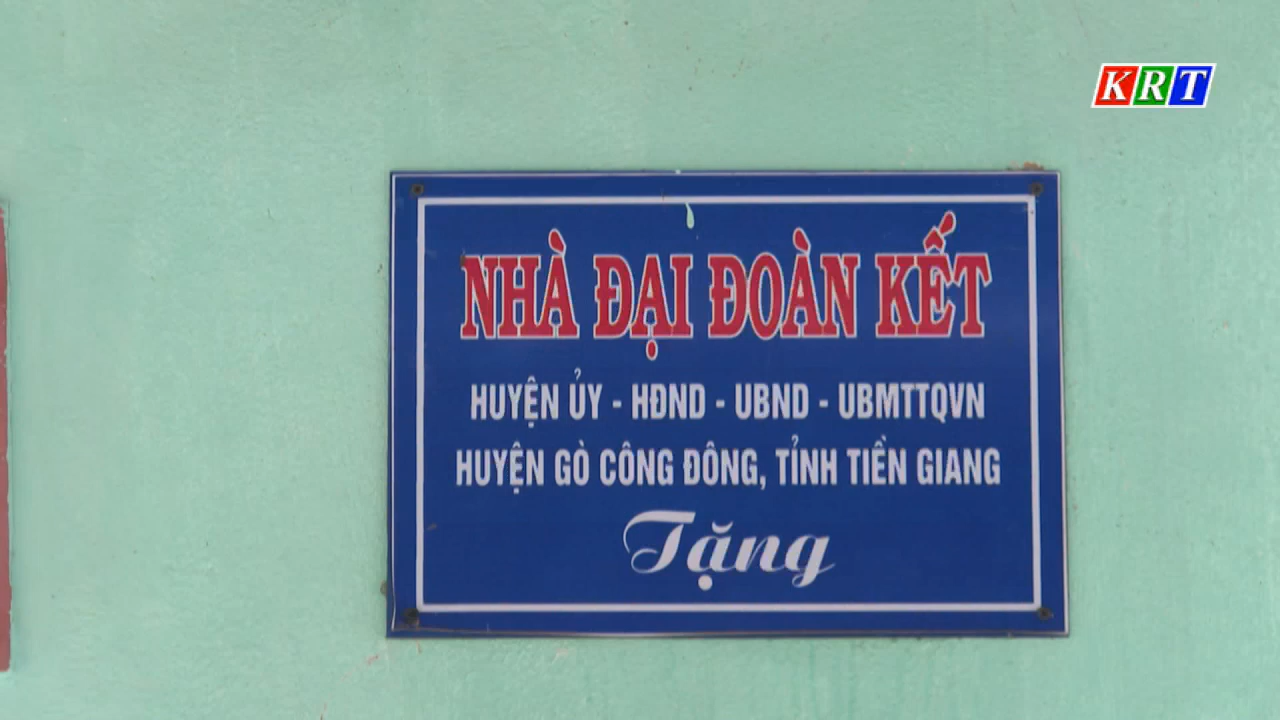 KRT
NHÀ ĐẠI ĐOÀN KẾT
HUYỆN ỦY - HĐND - UBND - UBMTTQVN
HUYỆN GÒ CÔNG ĐÔNG, TỈNH TIỀN GIANG
Tặng